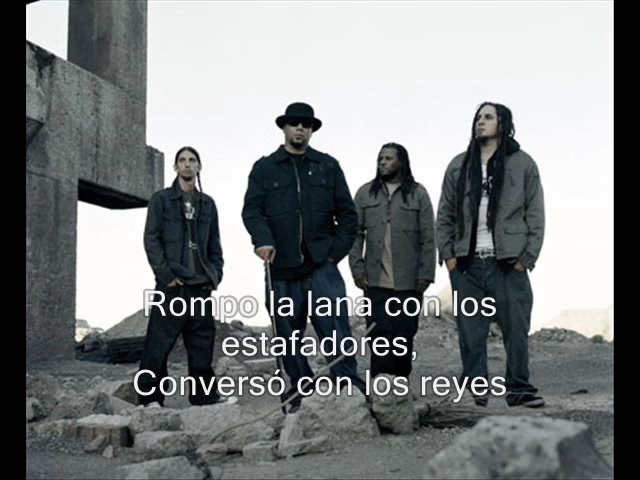 Rompo la lana con los
estafadores,
Conversó con los reyes